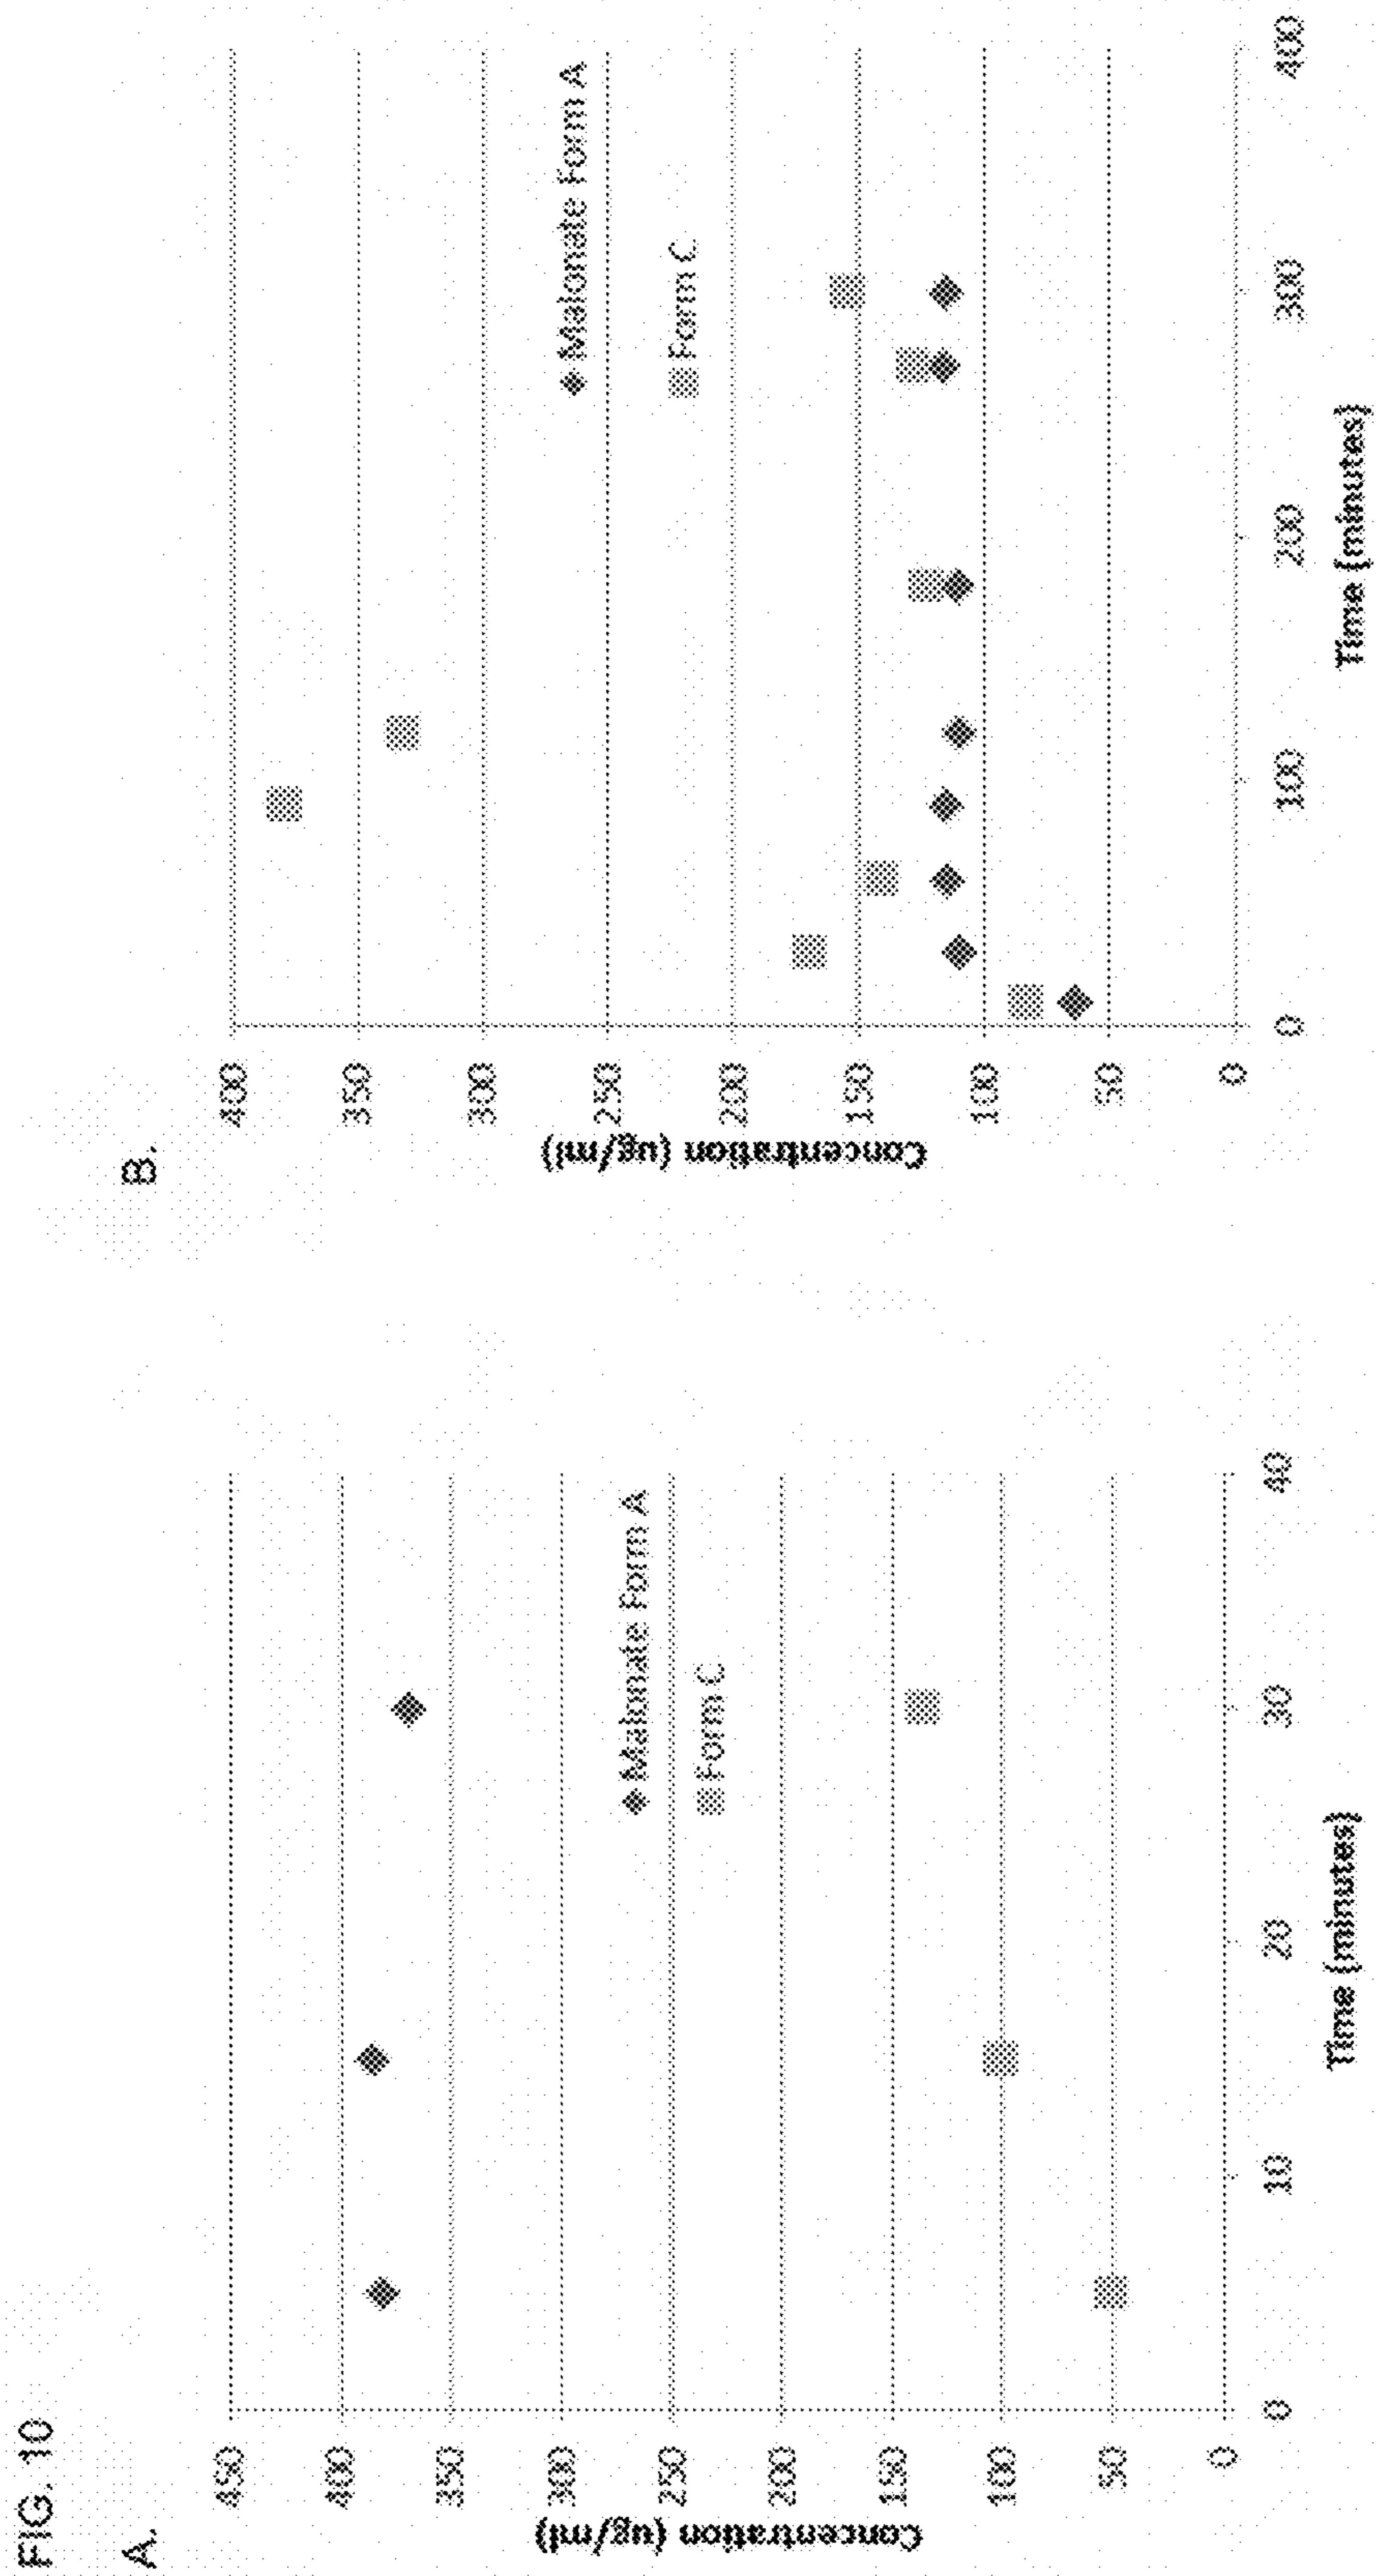 FIG. 10
A.
Concentration (ug/ml)
450
400
350
300
250
200
150
100
50
0
0
10
20
30
40
Time (minutes)
Malonate Form A
Form C
B.
Concentration (ug/ml)
400
350
300
250
200
150
100
50
0
0
100
200
300
400
Time (minutes)
Malonate Form A
Form C